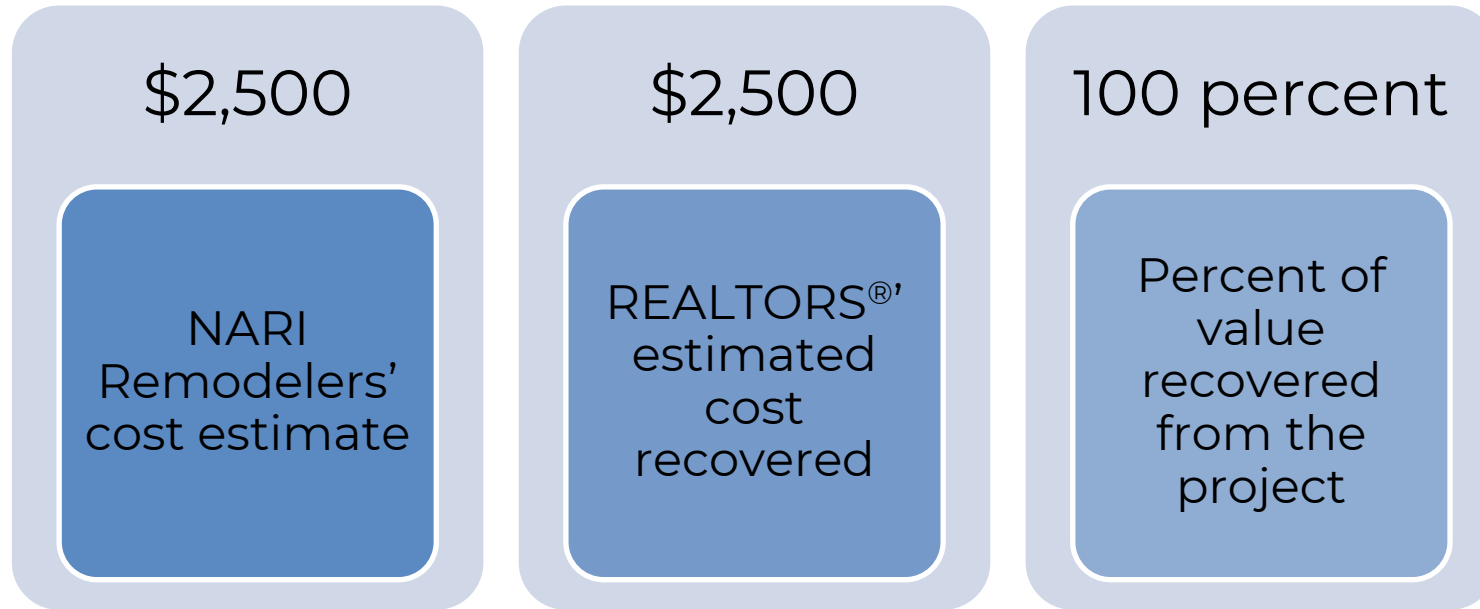 $2,500
NARI
Remodelers’
cost estimate
$2,500
REALTORS®’
estimated
cost
recovered
100 percent
Percent of
value
recovered
from the
project